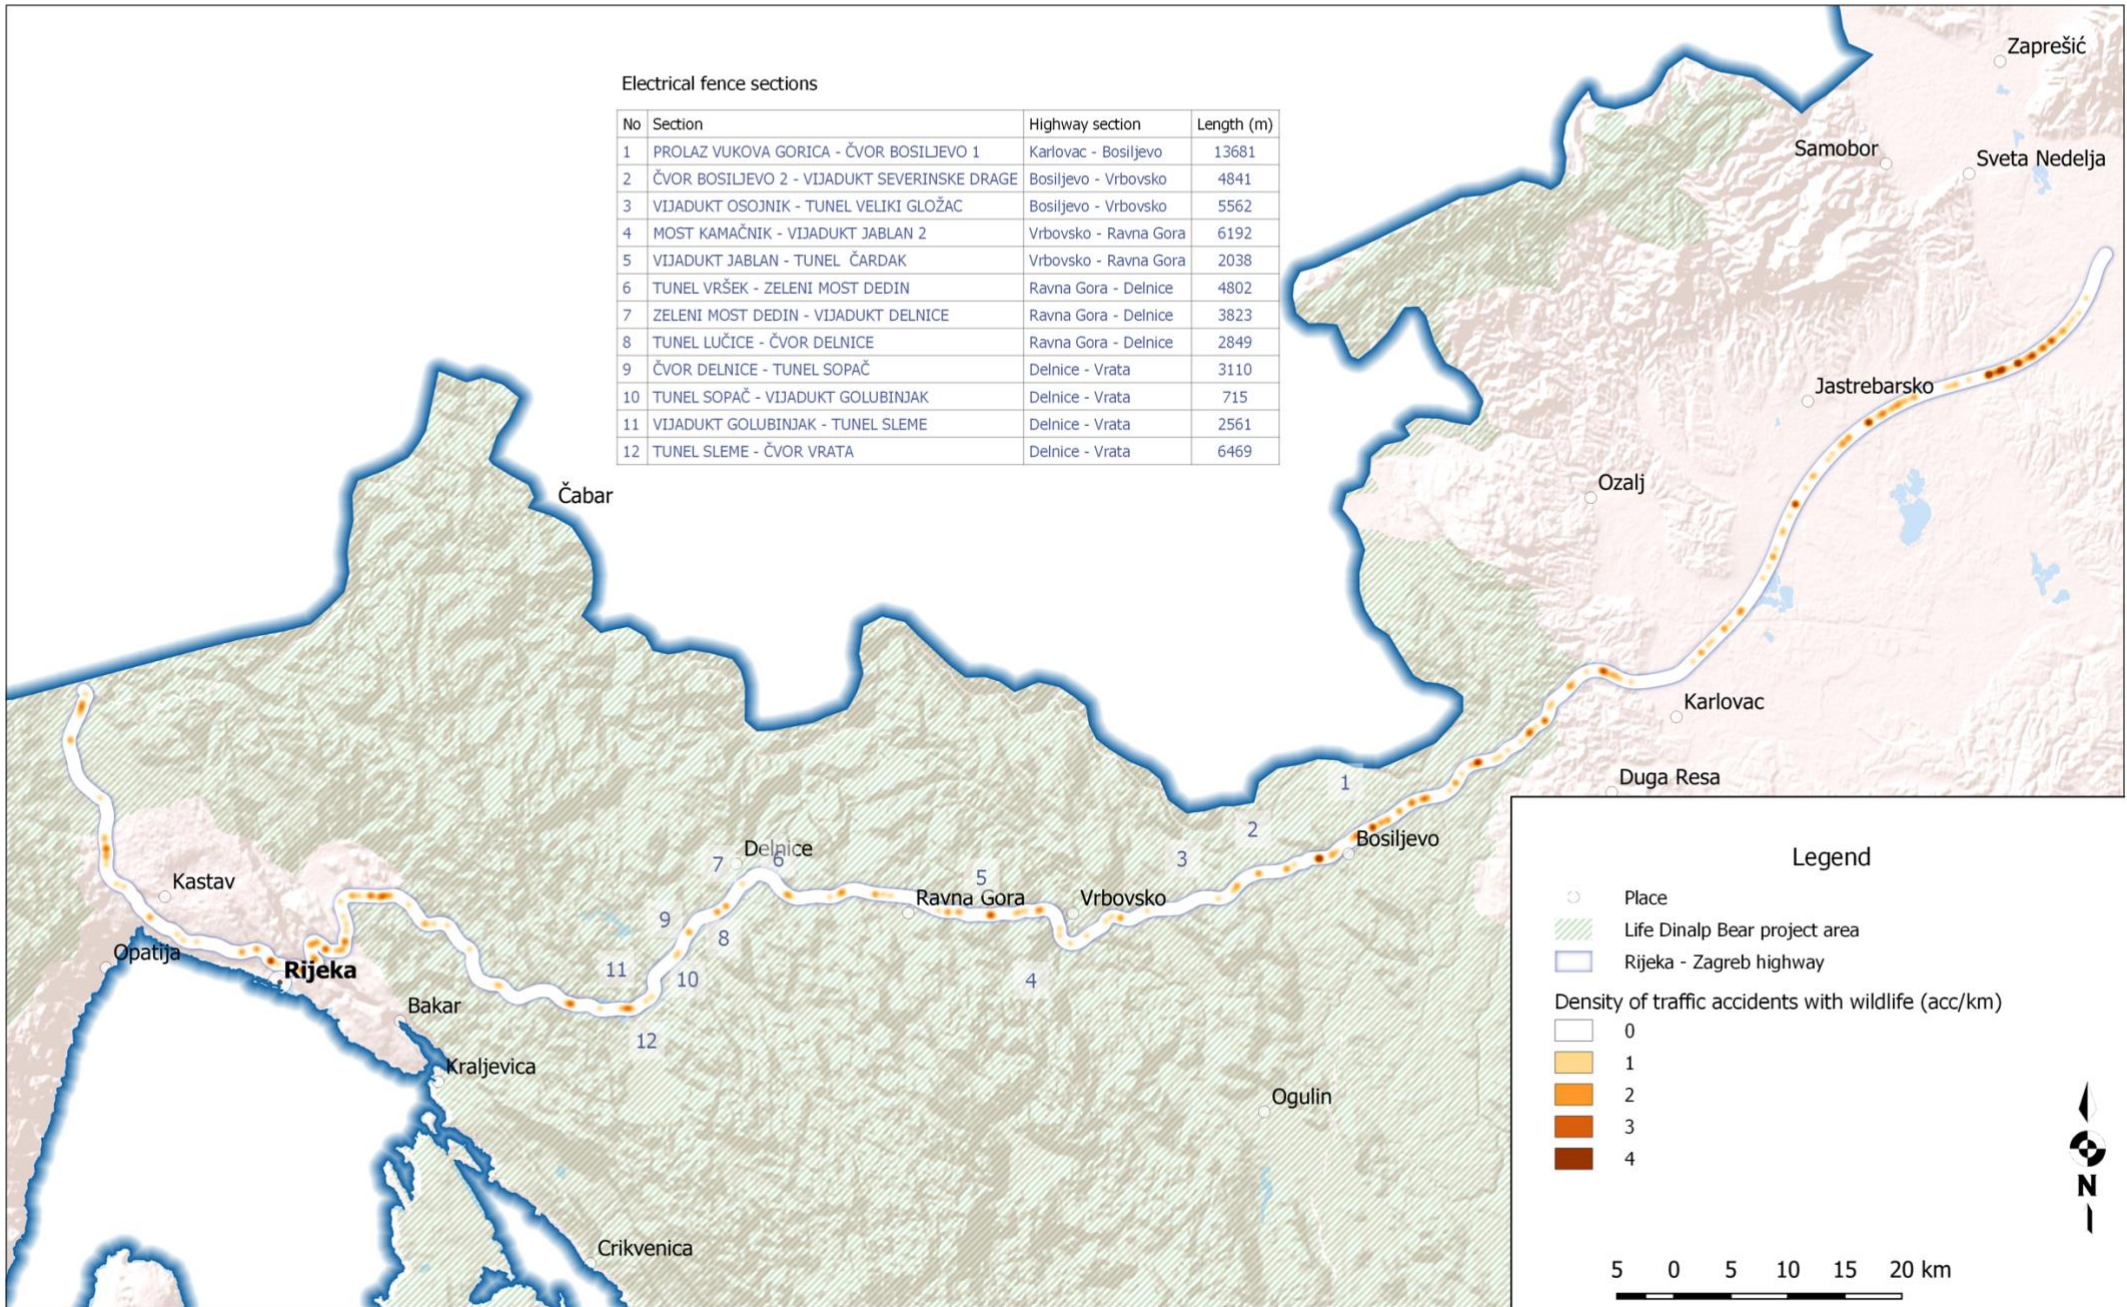 Electrical fence sections
No Section Highway section Length (m)
1 PROLAZ VUKOVA GORICA - ČVOR BOSILJEVO 1 Karlovac - Bosiljevo 13681
2 ČVOR BOSILJEVO 2 - VIJADUKT SEVERINSKE DRAGE Bosiljevo - Vrbovsko 4841
3 VIJADUKT OSOJNIK - TUNEL VELIKI GLOŽAC Bosiljevo - Vrbovsko 5562
4 MOST KAMAČNIK - VIJADUKT JABLAN 2 Vrbovsko - Ravna Gora 6192
5 VIJADUKT JABLAN - TUNEL ČARDAK Vrbovsko - Ravna Gora 2038
6 TUNEL VRŠEK - ZELENI MOST DEDIN Ravna Gora - Delnice 4802
7 ZELENI MOST DEDIN - VIJADUKT DELNICE Ravna Gora - Delnice 3823
8 TUNEL LUČICE - ČVOR DELNICE Ravna Gora - Delnice 2849
9 ČVOR DELNICE - TUNEL SOPAČ Delnice - Vrata 3110
10 TUNEL SOPAČ - VIJADUKT GOLUBINJAK Delnice - Vrata 715
11 VIJADUKT GOLUBINJAK - TUNEL SLEME Delnice - Vrata 2561
12 TUNEL SLEME - ČVOR VRATA Delnice - Vrata 6469
Zaprešić
Samobor
Sveta Nedelja
Jastrebarsko
Ozalj
Čabar
Karlovac
Duga Resa
1
2
Bosiljevo
3
Delnice
7
6
5
Kastav
Ravna Gora
Vrbovsko
9
8
Opatija
Rijeka
11
10
4
Bakar
12
Kraljevica
Ogulin
Crikvenica
Legend
Place
Life Dinalp Bear project area
Rijeka - Zagreb highway
Density of traffic accidents with wildlife (acc/km)
0
1
2
3
4
N
5 0 5 10 15 20 km